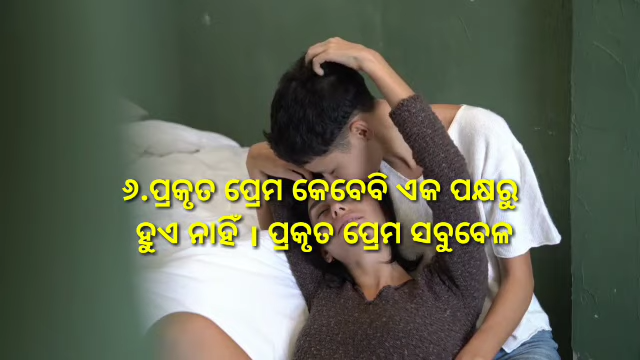 ୬.ପ୍ରକୃତ ପ୍ରେମ କେବେବି ଏକ ପକ୍ଷରୁ
ହୁଏ ନାହିଁ । ପ୍ରକୃତ ପ୍ରେମ ସବୁବେଳ